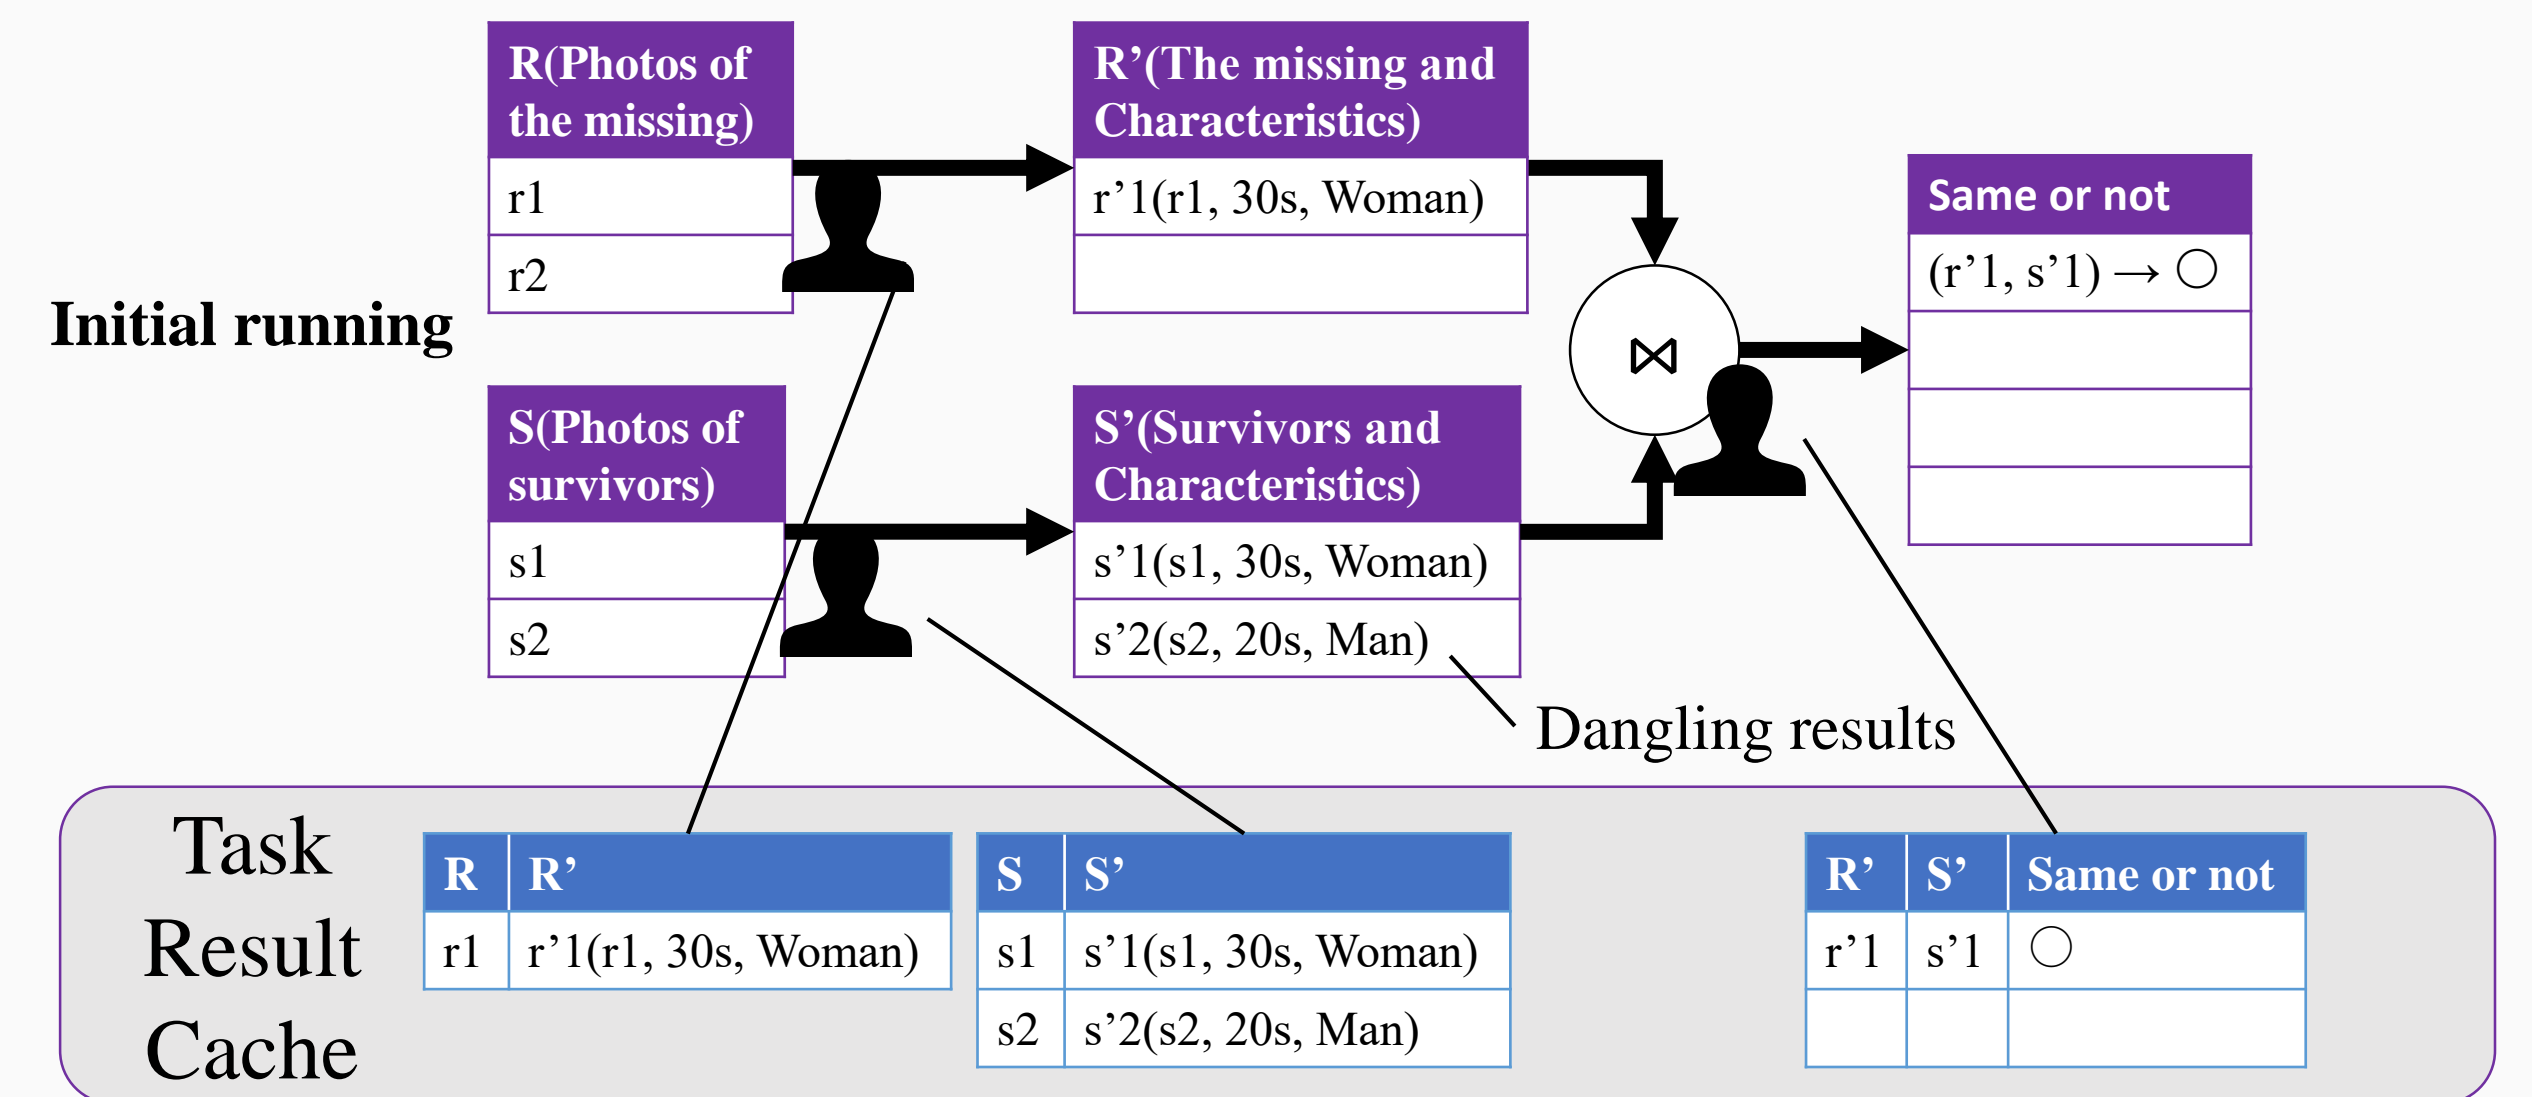 R(Photos of
the missing)
r1
r2
R’(The missing and
Characteristics)
r’1(r1, 30s, Woman)
Same or not
(r’1, s’1) → ○
Initial running
⋈
S(Photos of
survivors)
s1
s2
S’(Survivors and
Characteristics)
s’1(s1, 30s, Woman)
s’2(s2, 20s, Man)
Dangling results
Task
Result
Cache
R R’
r1 r’1(r1, 30s, Woman)
S S’
s1 s’1(s1, 30s, Woman)
s2 s’2(s2, 20s, Man)
R’ S’ Same or not
r’1 s’1 ○